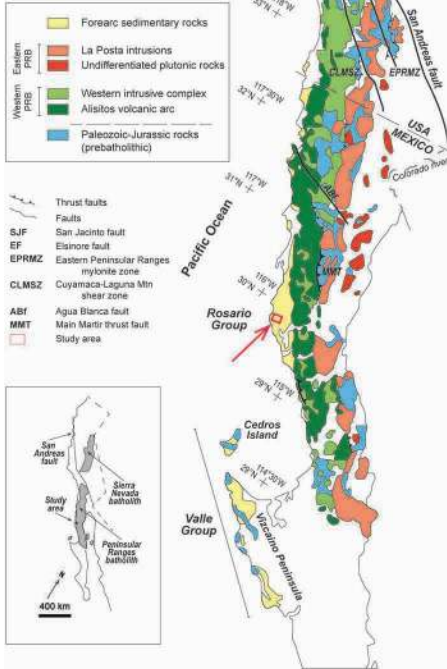 Forearc sedimentary rocks
Eastern PRB
La Posta intrusions
Undifferentiated plutonic rocks
Western PRB
Western intrusive complex
Alisitos volcanic arc
Paleozoic-Jurassic rocks
(prebatholithic)
Thrust faults
Faults
SJF San Jacinto fault
EF Elsinore fault
EPRMZ Eastern Peninsular Ranges
mylonite zone
CLMSZ Cuyamaca-Laguna Mtn
shear zone
ABf Agua Blanca fault
MMT Main Martir thrust fault
Study area
33°N
118°W
San Andreas fault
CLMSZ
EPRMZ
32°N
117°30'W
USA
MEXICO
Colorado river
31°N
117°W
ABf
Pacific Ocean
30°N
116°W
MMT
Rosario
Group
29°N
115°W
Cedros
Island
29°N
114°30'W
Valle
Group
Vizcaino Peninsula
San
Andreas
fault
Sierra
Nevada
batholith
Study
area
Peninsular
Ranges
batholith
N
400 km